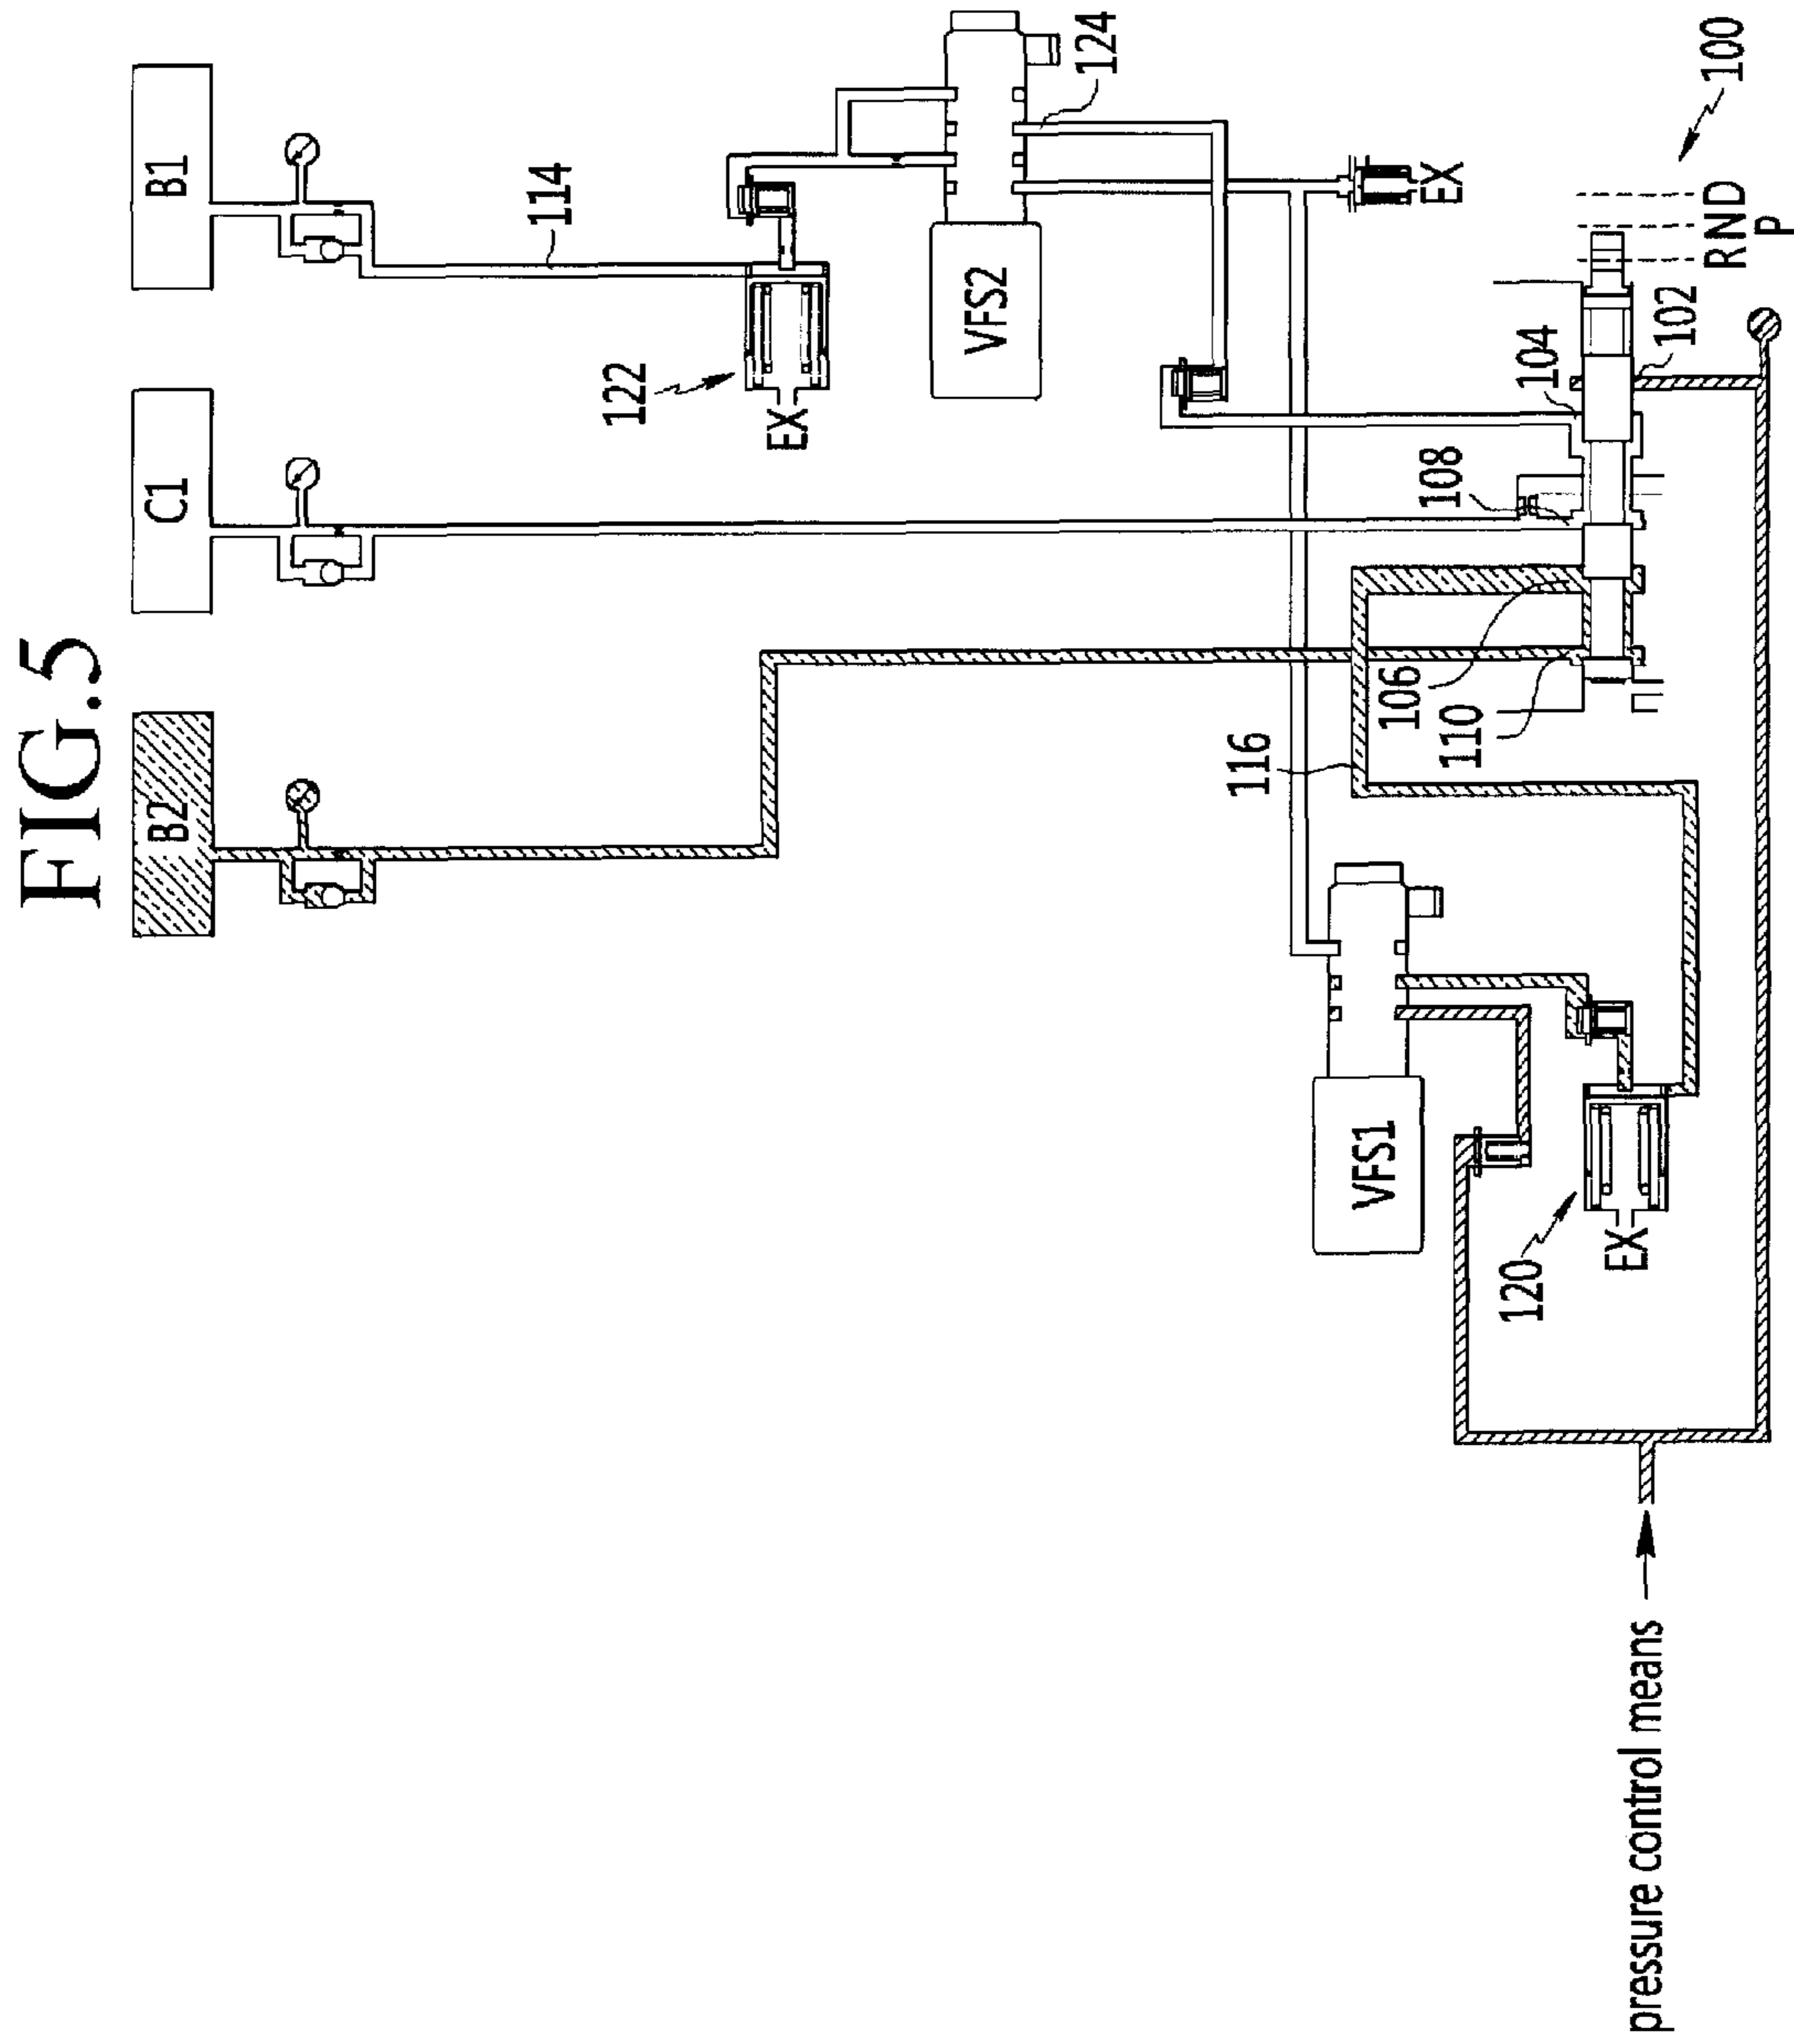 FIG.5
B2
C1
B1
114
122
EX
VFS2
124
EX
116
106
110
108
104
102
R N D
P
100
VFS1
120
EX
pressure control means